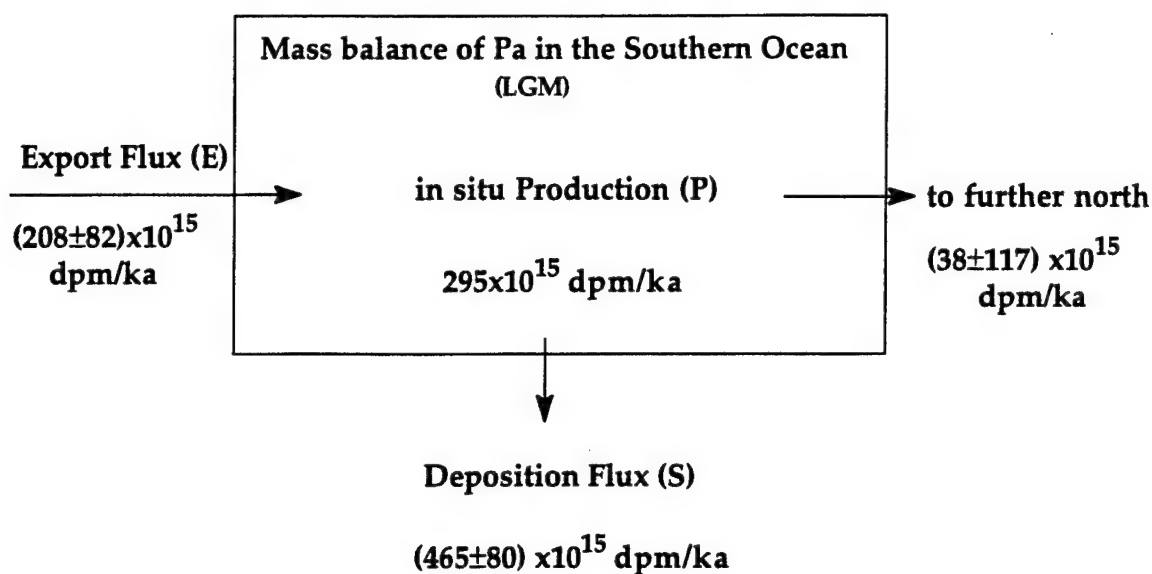 Mass balance of Pa in the Southern Ocean
(LGM)
Export Flux (E)
(208±82)x10^15
dpm/ka
in situ Production (P)
295x10^15 dpm/ka
to further north
(38±117) x10^15
dpm/ka
Deposition Flux (S)
(465±80) x10^15 dpm/ka